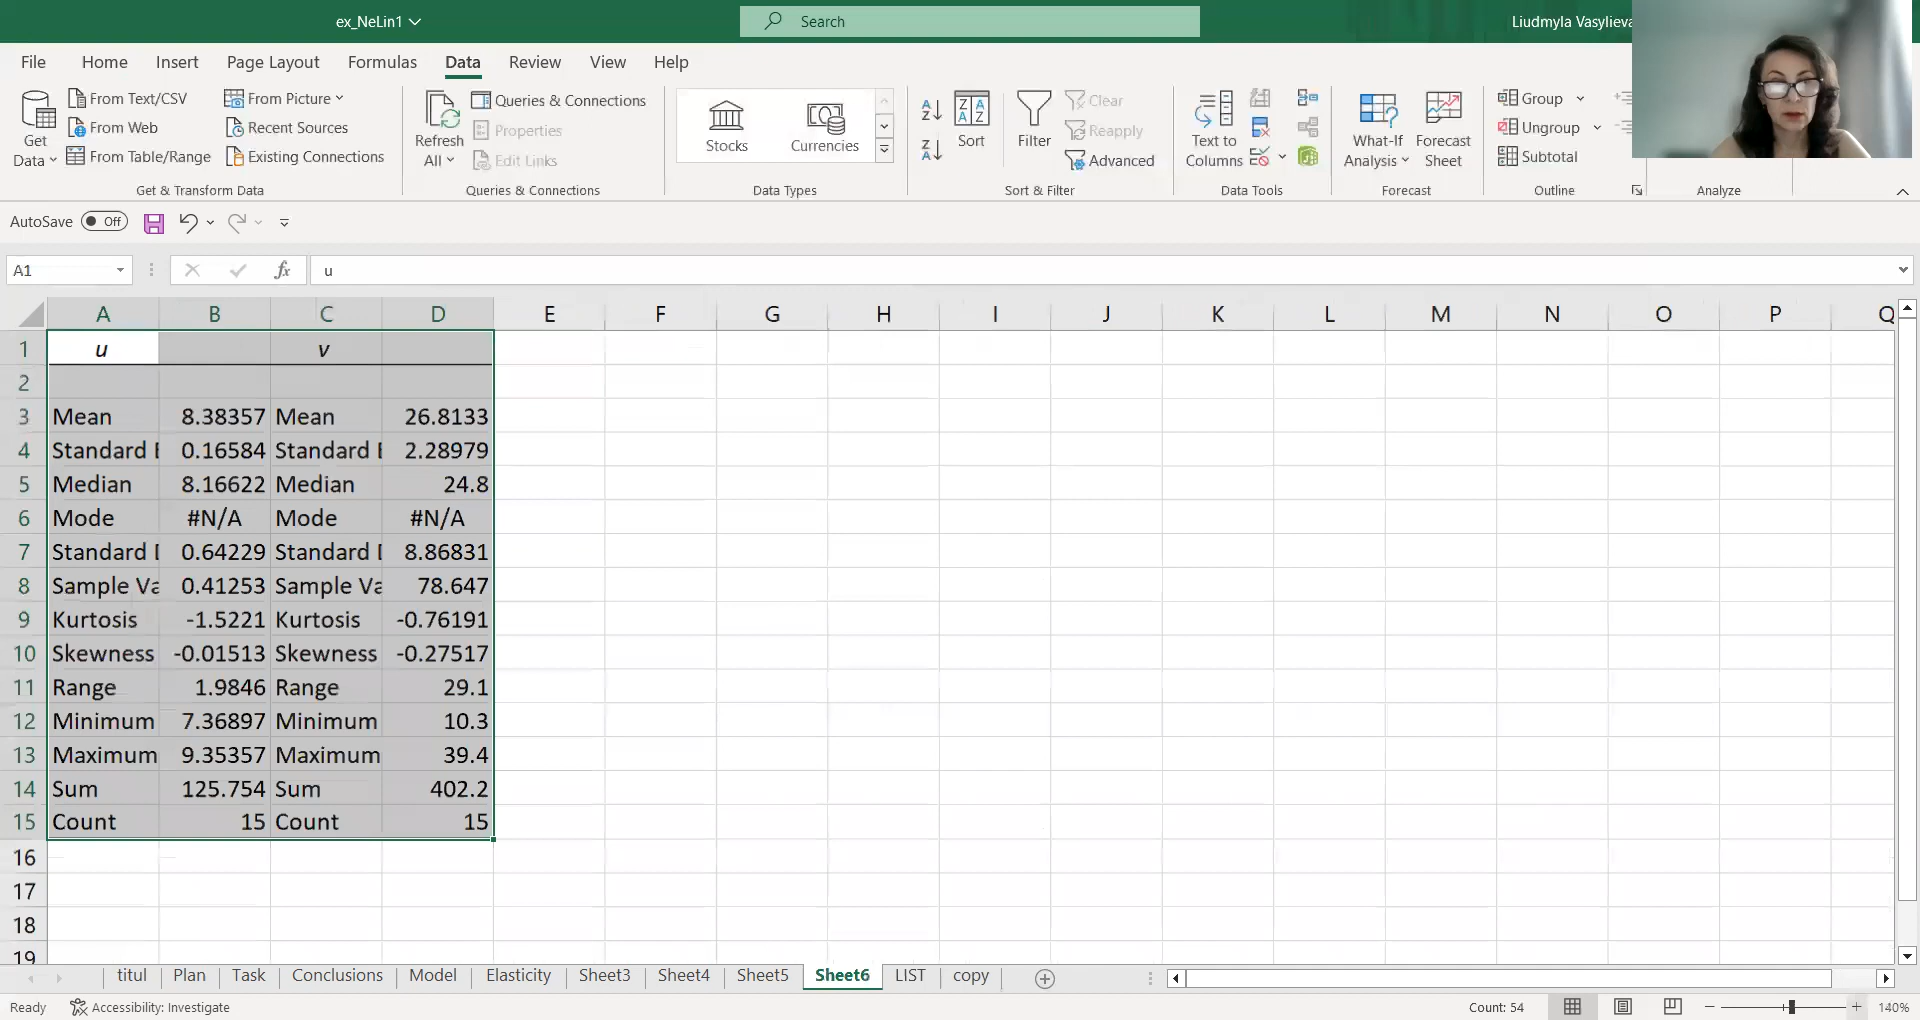 ex_NeLin1
Search
Liudmyla Vasylieva
File Home Insert Page Layout Formulas Data Review View Help
Get Data
From Text/CSV
From Web
From Table/Range
From Picture
Recent Sources
Existing Connections
Get & Transform Data
Refresh All
Queries & Connections
Properties
Edit Links
Queries & Connections
Stocks
Currencies
Data Types
Sort
Filter
Clear
Reapply
Advanced
Sort & Filter
Text to Columns
Data Tools
What-If Analysis
Forecast Sheet
Forecast
Group
Ungroup
Subtotal
Outline
Analyze
AutoSave Off
A1
fx
u
A B C D E F G H I J K L M N O P Q
1 u v
2
3 Mean 8.38357 Mean 26.8133
4 Standard E 0.16584 Standard E 2.28979
5 Median 8.16622 Median 24.8
6 Mode #N/A Mode #N/A
7 Standard D 0.64229 Standard D 8.86831
8 Sample Va 0.41253 Sample Va 78.647
9 Kurtosis -1.5221 Kurtosis -0.76191
10 Skewness -0.01513 Skewness -0.27517
11 Range 1.9846 Range 29.1
12 Minimum 7.36897 Minimum 10.3
13 Maximum 9.35357 Maximum 39.4
14 Sum 125.754 Sum 402.2
15 Count 15 Count 15
16
17
18
19
titul Plan Task Conclusions Model Elasticity Sheet3 Sheet4 Sheet5 Sheet6 LIST copy
Ready
Accessibility: Investigate
Count: 54
140%